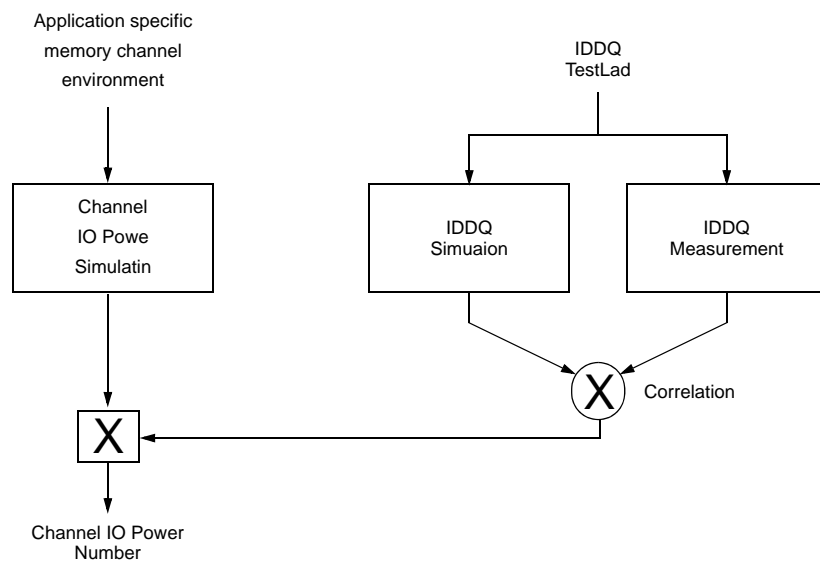 Application specific
memory channel
environment
IDDQ
TestLad
Channel
IO Powe
Simulatin
IDDQ
Simuaion
IDDQ
Measurement
X
Correlation
X
Channel IO Power
Number